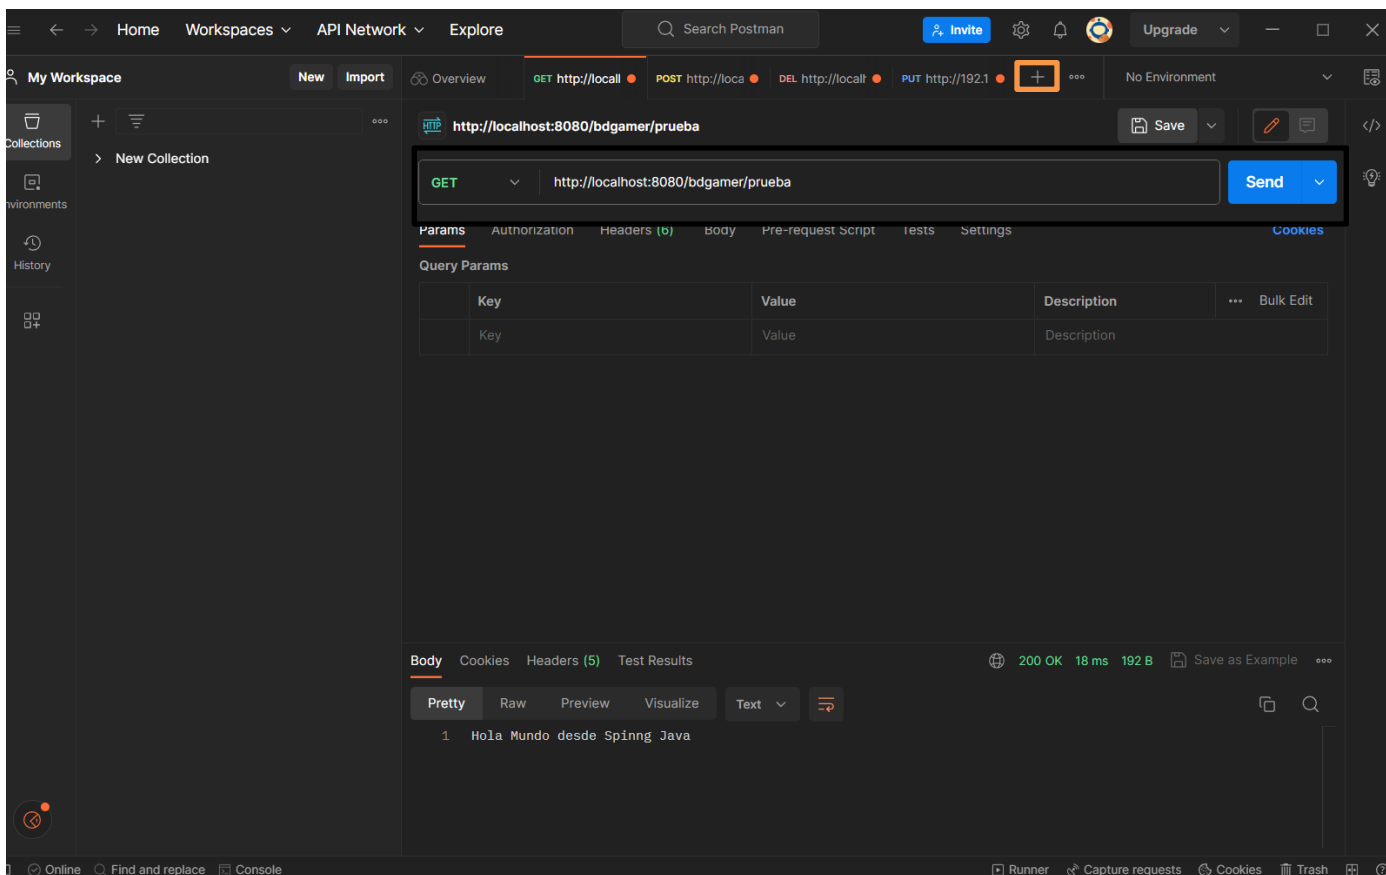 Home Workspaces API Network Explore Search Postman Invite Upgrade
My Workspace New Import Overview GET http://locall POST http://loca DEL http://localh PUT http://192.1 No Environment
Collections
New Collection
HTTP http://localhost:8080/bdgamer/prueba Save
GET http://localhost:8080/bdgamer/prueba Send
nvironments
History
Params Authorization Headers (6) Body Pre-request Script Tests Settings Cookies
Query Params
Key Value Description Bulk Edit
Key Value Description
Body Cookies Headers (5) Test Results 200 OK 18 ms 192 B Save as Example
Pretty Raw Preview Visualize Text
1 Hola Mundo desde Spinng Java
Online Find and replace Console Runner Capture requests Cookies Trash